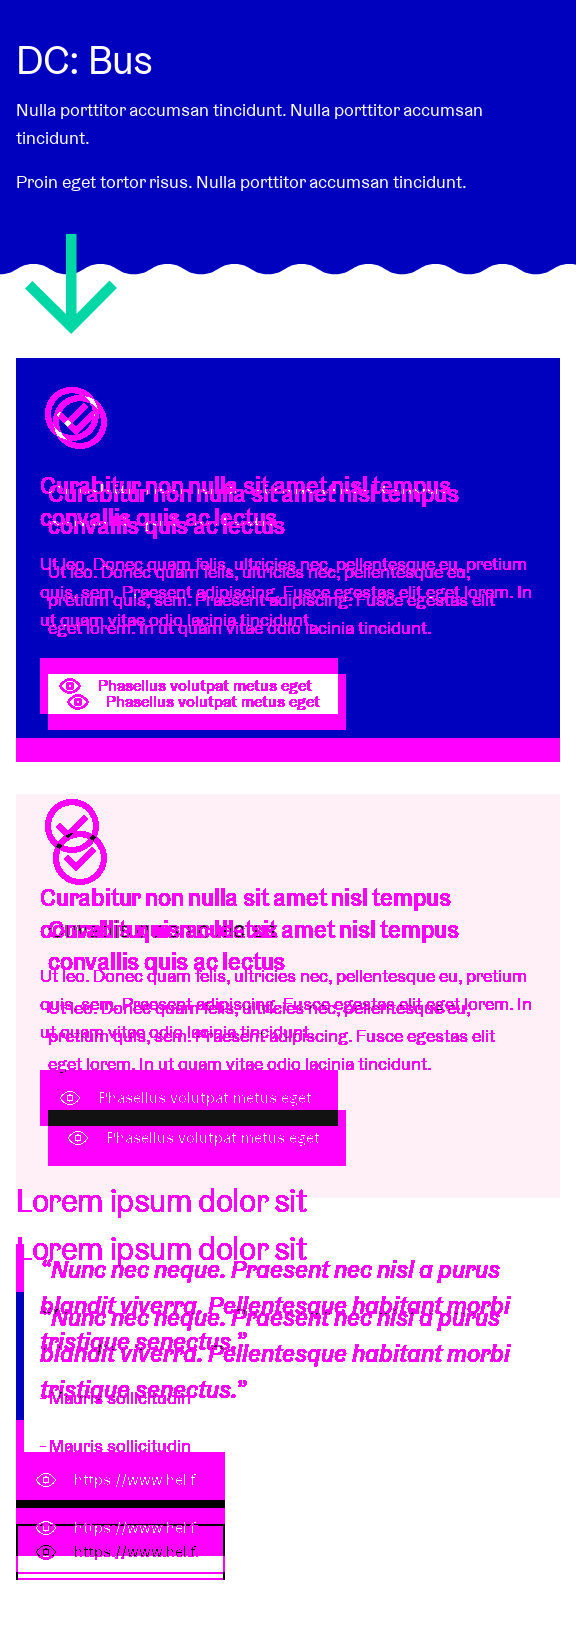 DC: Bus
Nulla porttitor accumsan tincidunt. Nulla porttitor accumsan
tincidunt.
Proin eget tortor risus. Nulla porttitor accumsan tincidunt.
Curabitur non nulla sit amet nisl tempus
Curabitur non nulla sit amet nisl tempus
convallis quis ac lectus
convallis quis ac lectus
Ut leo. Donec quam felis, ultricies nec, pellentesque eu, pretium
Ut leo. Donec quam felis, ultricies nec, pellentesque eu,
quis, sem. Praesent adipiscing. Fusce egestas elit eget lorem. In
pretium quis, sem. Praesent adipiscing. Fusce egestas elit
ut quam vitae odio lacinia tincidunt.
eget lorem. In ut quam vitae odio lacinia tincidunt.
Phasellus volutpat metus eget
Phasellus volutpat metus eget
Curabitur non nulla sit amet nisl tempus
convallis quis ac lectus
Curabitur non nulla sit amet nisl tempus
convallis quis ac lectus
Ut leo. Donec quam felis, ultricies nec, pellentesque eu, pretium
quis, sem. Praesent adipiscing. Fusce egestas elit eget lorem. In
Ut leo. Donec quam felis, ultricies nec, pellentesque eu,
ut quam vitae odio lacinia tincidunt.
pretium quis, sem. Praesent adipiscing. Fusce egestas elit
eget lorem. In ut quam vitae odio lacinia tincidunt.
Phasellus volutpat metus eget
Phasellus volutpat metus eget
Lorem ipsum dolor sit
Lorem ipsum dolor sit
“Nunc nec neque. Praesent nec nisl a purus
blandit viverra. Pellentesque habitant morbi
“Nunc nec neque. Praesent nec nisl a purus
tristique senectus.”
blandit viverra. Pellentesque habitant morbi
tristique senectus.”
- Mauris sollicitudin
- Mauris sollicitudin
https://www.hel.f
https://www.hel.f
https://www.hel.f